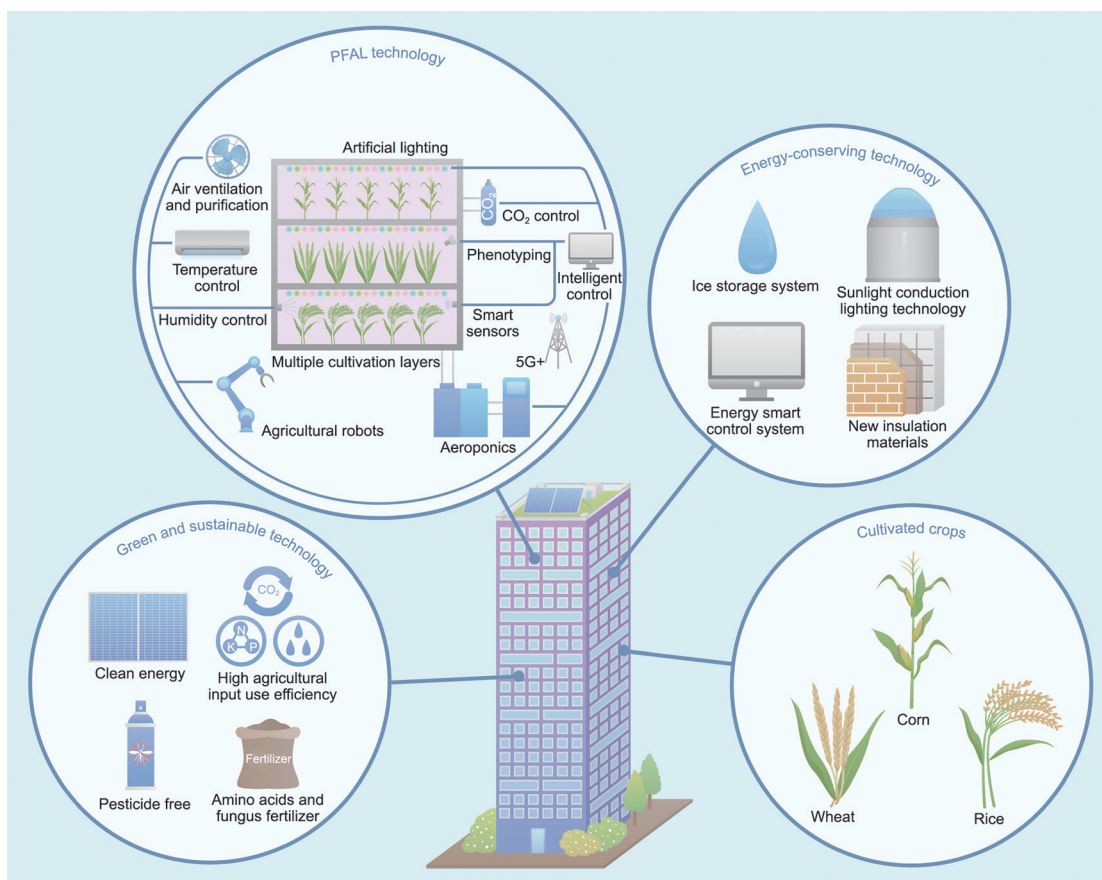 PFAL technology
Artificial lighting
Air ventilation
and purification
CO₂
CO₂ control
Temperature
control
Phenotyping
Intelligent
control
Humidity control
Smart
sensors
Multiple cultivation layers
5G+
Agricultural robots
Aeroponics
Energy-conserving technology
Ice storage system
Sunlight conduction
lighting technology
Energy smart
control system
New insulation
materials
Green and sustainable technology
CO₂
N
K
P
Clean energy
High agricultural
input use efficiency
Fertilizer
Pesticide free
Amino acids and
fungus fertilizer
Cultivated crops
Corn
Wheat
Rice